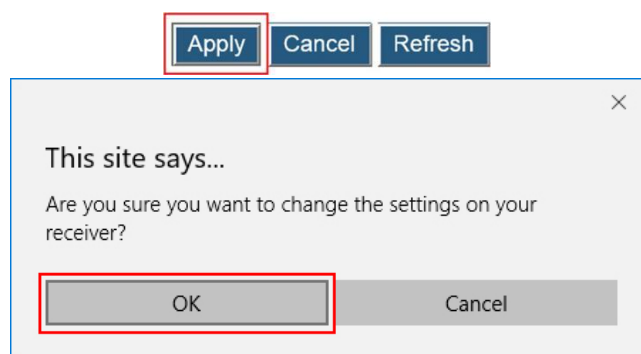 Apply Cancel Refresh
This site says...
Are you sure you want to change the settings on your
receiver?
OK Cancel